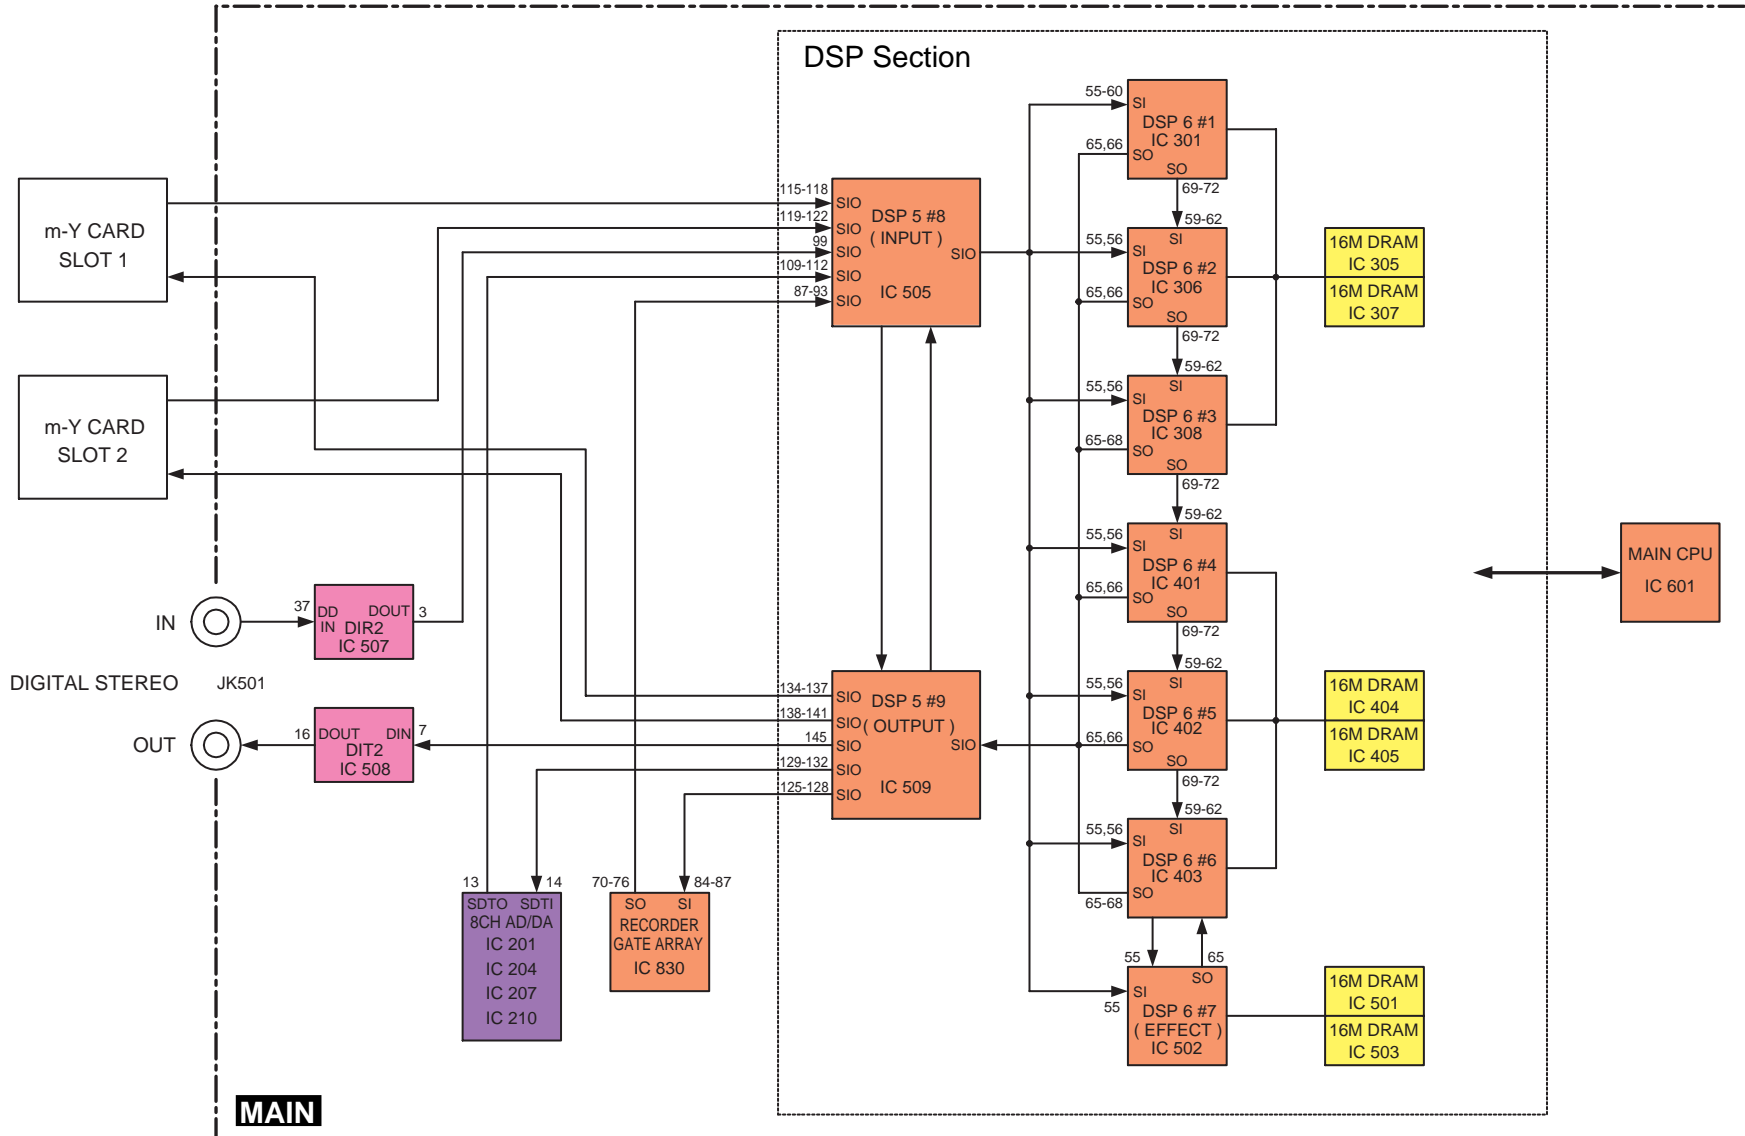 DSP Section
m-Y CARD
SLOT 1
m-Y CARD
SLOT 2
IN
DIGITAL STEREO
JK501
OUT
37
DD
IN
DOUT
3
DIR2
IC 507
16
DOUT
DIN
7
DIT2
IC 508
115-118
SIO
119-122
SIO
99
SIO
109-112
SIO
87-93
SIO
DSP 5 #8
( INPUT )
SIO
IC 505
134-137
SIO
138-141
SIO
145
SIO
129-132
SIO
125-128
SIO
DSP 5 #9
( OUTPUT )
SIO
IC 509
13
14
SDTO
SDTI
8CH AD/DA
IC 201
IC 204
IC 207
IC 210
70-76
84-87
SO
SI
RECORDER
GATE ARRAY
IC 830
55-60
SI
DSP 6 #1
IC 301
65,66
SO
SO
69-72
59-62
SI
55,56
SI
DSP 6 #2
IC 306
65,66
SO
SO
69-72
59-62
SI
55,56
SI
DSP 6 #3
IC 308
65-68
SO
SO
69-72
59-62
SI
55,56
SI
DSP 6 #4
IC 401
65,66
SO
SO
69-72
59-62
SI
55,56
SI
DSP 6 #5
IC 402
65,66
SO
SO
69-72
59-62
SI
55,56
SI
DSP 6 #6
IC 403
SO
65-68
55
65
SO
SI
55
DSP 6 #7
( EFFECT )
IC 502
16M DRAM
IC 305
16M DRAM
IC 307
16M DRAM
IC 404
16M DRAM
IC 405
16M DRAM
IC 501
16M DRAM
IC 503
MAIN CPU
IC 601
MAIN